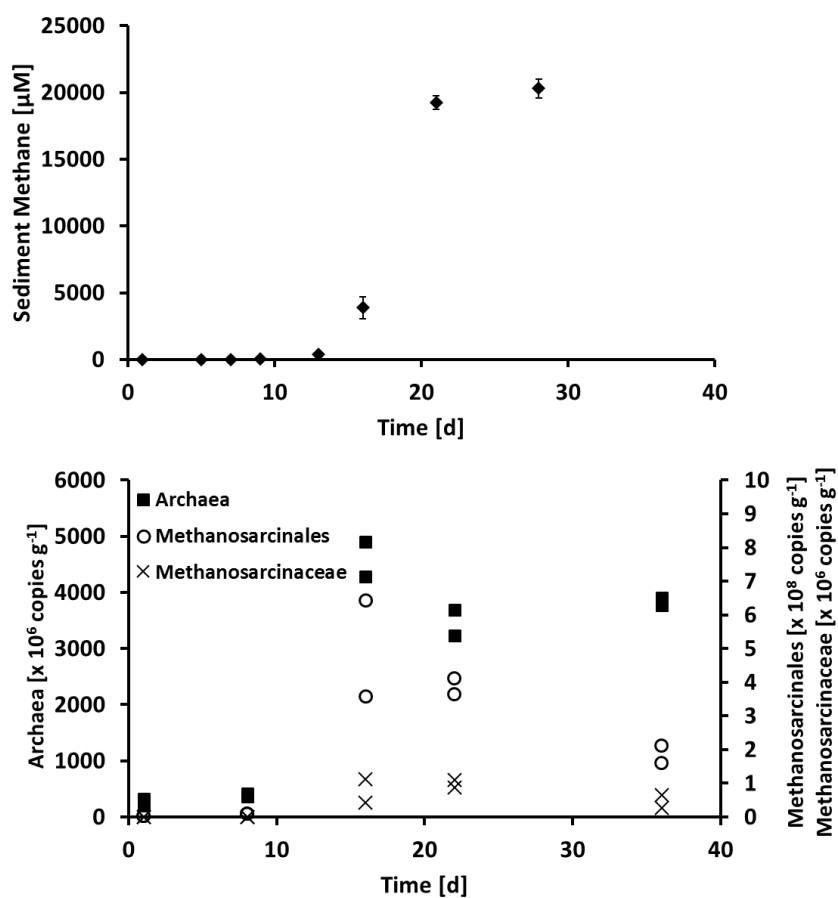 25000
20000
15000
10000
5000
0
Sediment Methane [µM]
0 10 20 30 40
Time [d]
6000
5000
4000
3000
2000
1000
0
Archaea [x 10⁶ copies g⁻¹]
Archaea
Methanosarcinales
Methanosarcinaceae
10
9
8
7
6
5
4
3
2
1
0
Methanosarcinales [x 10⁸ copies g⁻¹]
Methanosarcinaceae [x 10⁶ copies g⁻¹]
0 10 20 30 40
Time [d]